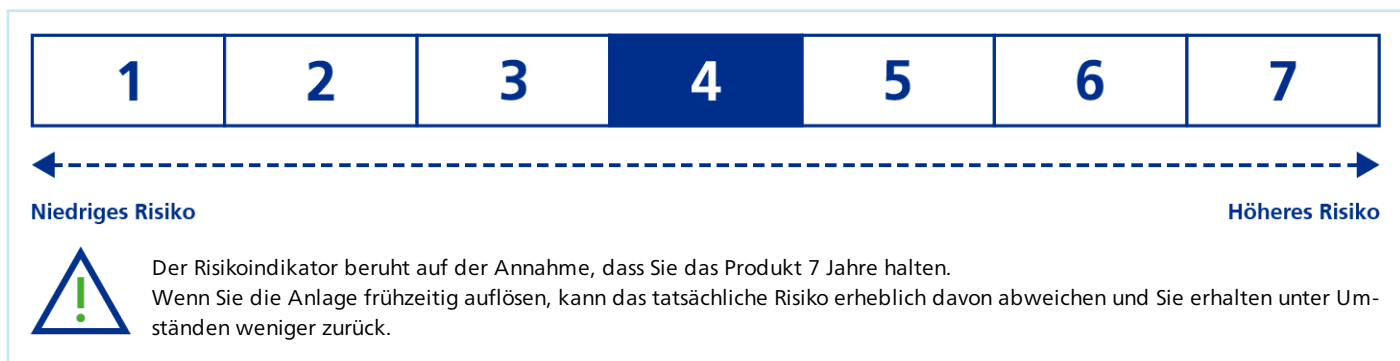 1 2 3 4 5 6 7
Niedriges Risiko Höheres Risiko
Der Risikoindikator beruht auf der Annahme, dass Sie das Produkt 7 Jahre halten.
Wenn Sie die Anlage frühzeitig auflösen, kann das tatsächliche Risiko erheblich davon abweichen und Sie erhalten unter Um-
ständen weniger zurück.